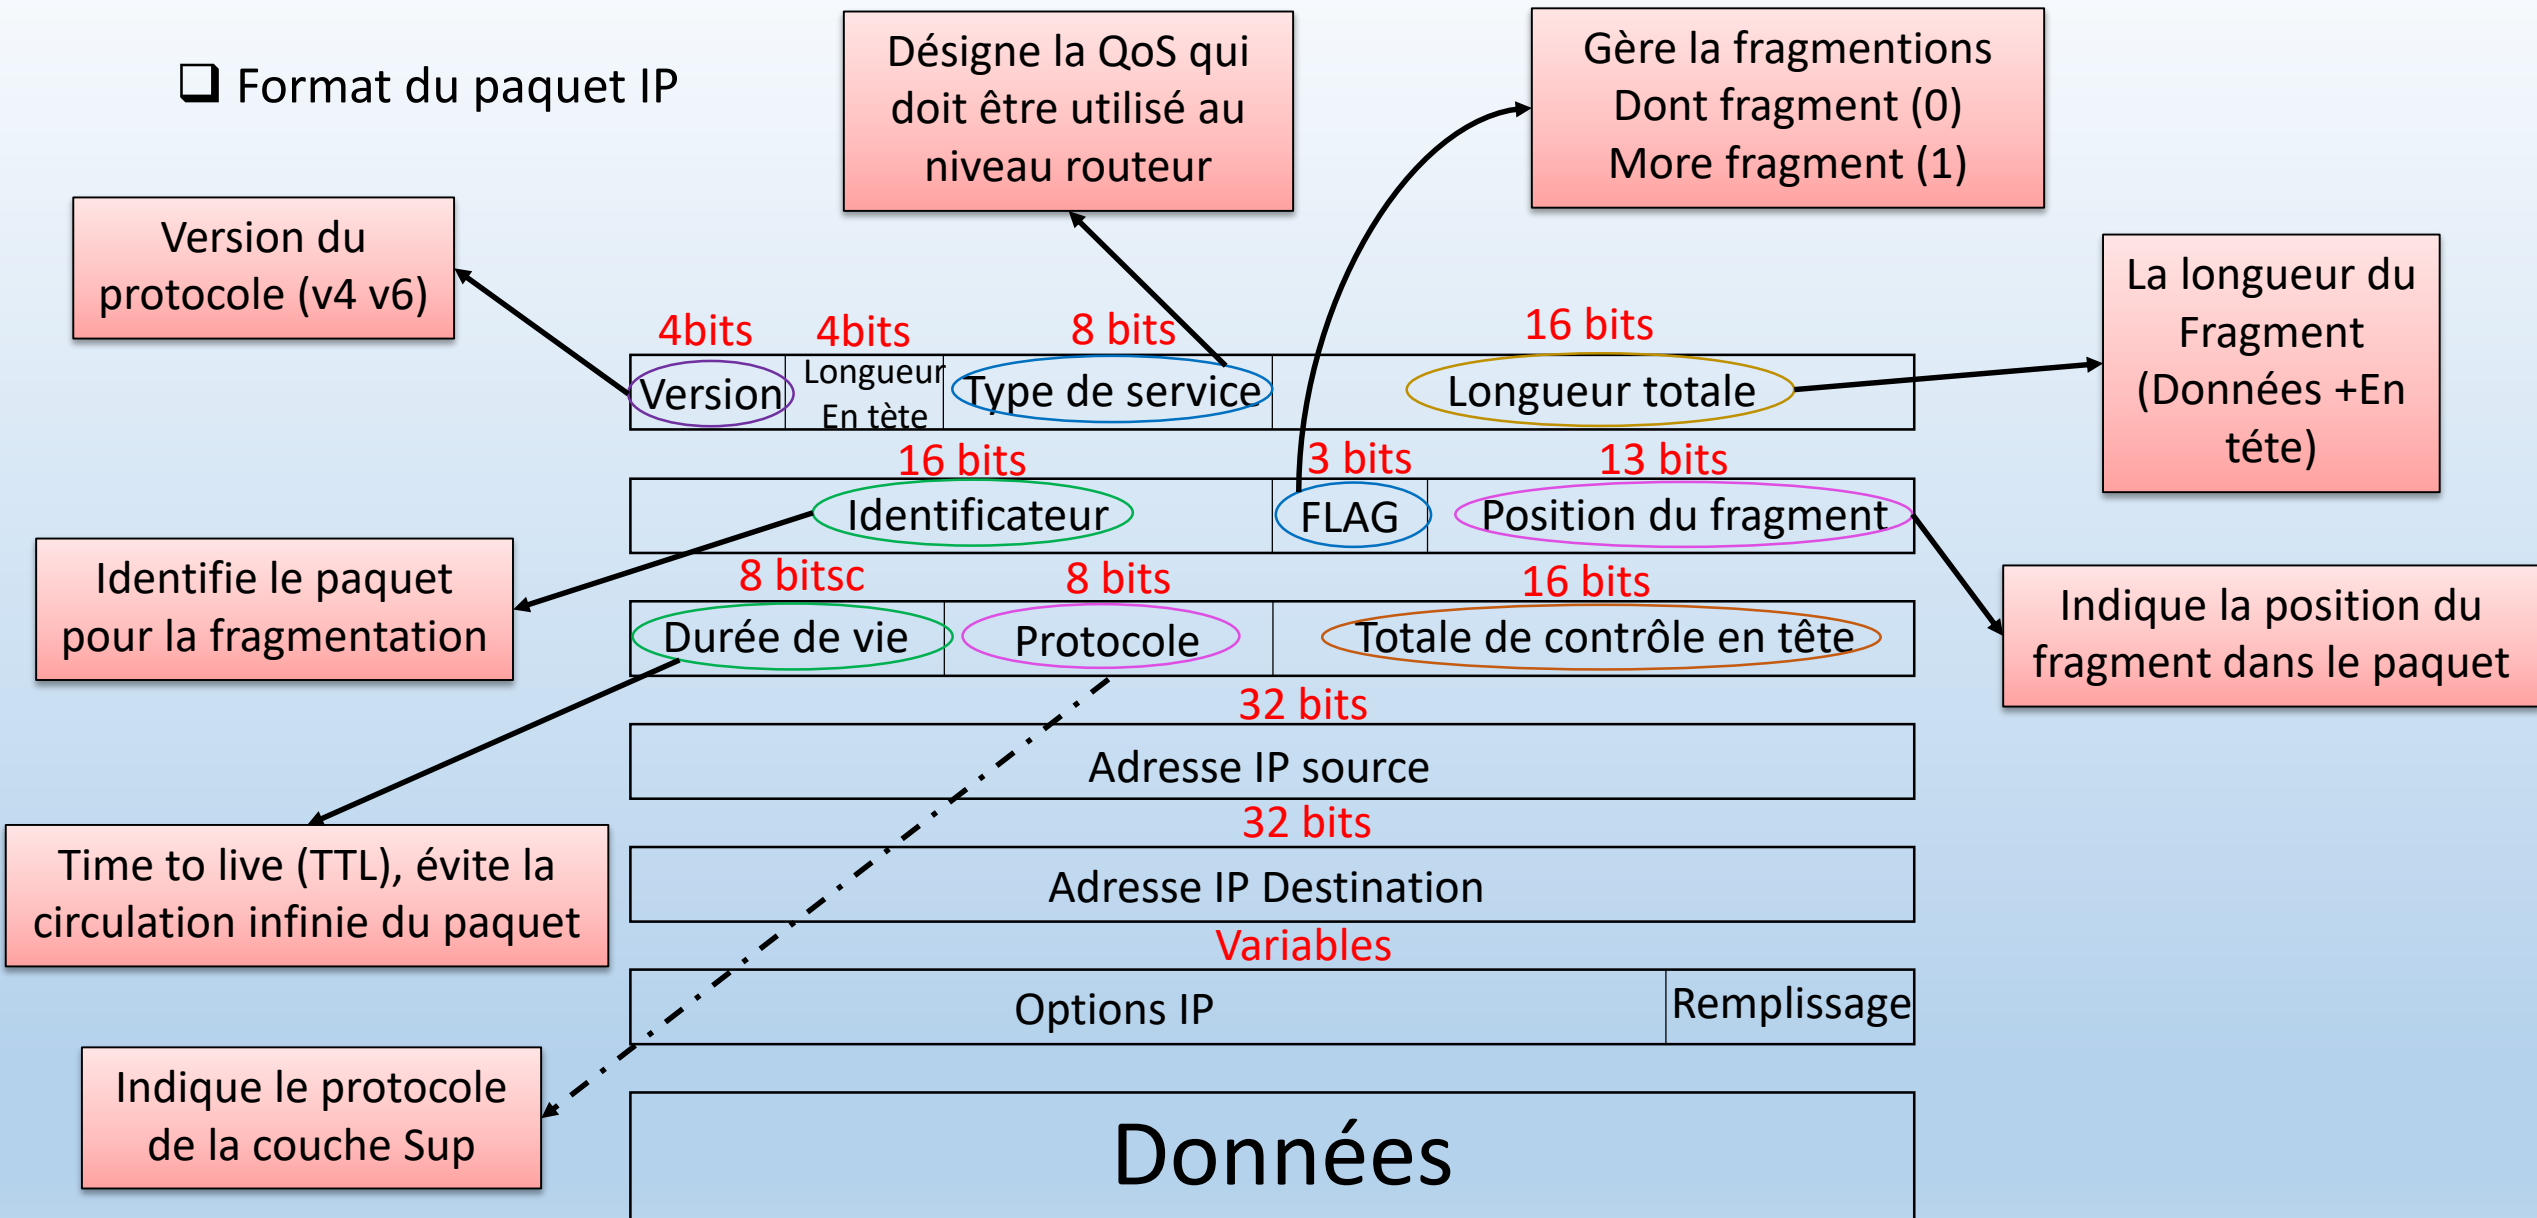 ❑ Format du paquet IP
Désigne la QoS qui
doit être utilisé au
niveau routeur
Gère la fragmentions
Dont fragment (0)
More fragment (1)
Version du
protocole (v4 v6)
La longueur du
Fragment
(Données +En
téte)
4bits
4bits
8 bits
16 bits
Version
Longueur
En tète
Type de service
Longueur totale
16 bits
3 bits
13 bits
Identificateur
FLAG
Position du fragment
Identifie le paquet
pour la fragmentation
Indique la position du
fragment dans le paquet
8 bitsc
8 bits
16 bits
Durée de vie
Protocole
Totale de contrôle en tête
32 bits
Adresse IP source
32 bits
Time to live (TTL), évite la
circulation infinie du paquet
Adresse IP Destination
Variables
Options IP
Remplissage
Indique le protocole
de la couche Sup
Données